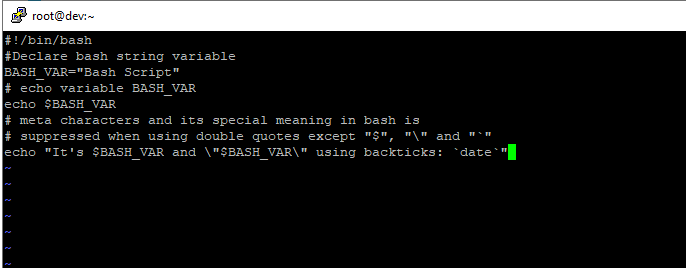 root@dev:~
#!/bin/bash
#Declare bash string variable
BASH_VAR="Bash Script"
# echo variable BASH_VAR
echo $BASH_VAR
# meta characters and its special meaning in bash is
# suppressed when using double quotes except "$", "\" and "`"
echo "It's $BASH_VAR and \"$BASH_VAR\" using backticks: `date`"
~
~
~
~
~
~
~